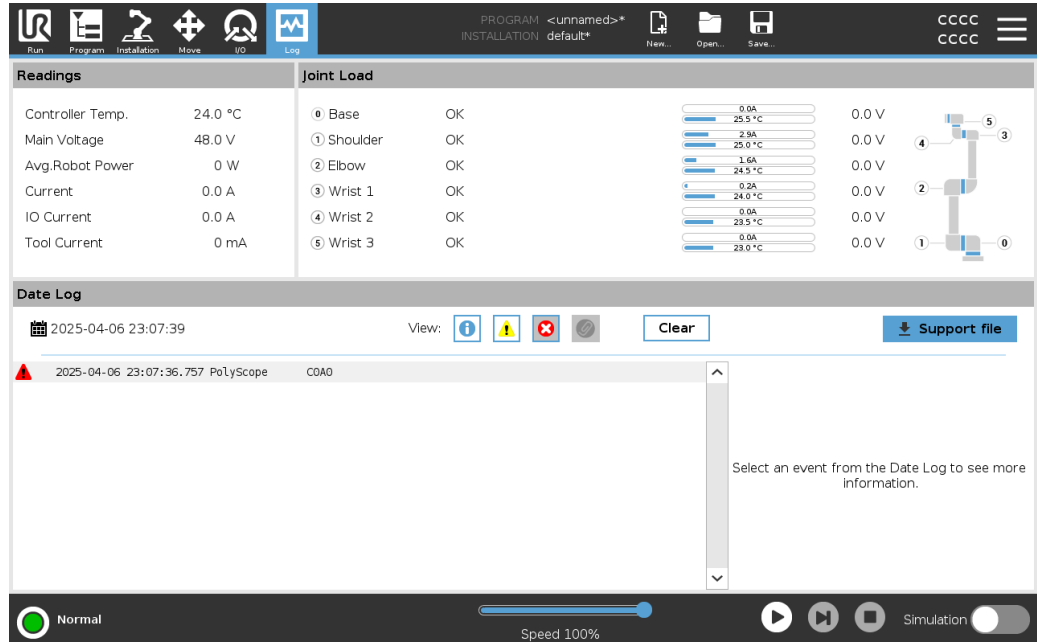 PROGRAM <unnamed>*
INSTALLATION default*
CCCC
CCCC
Run Program Installation Move I/O Log New... Open... Save...
Readings
Controller Temp. 24.0 °C
Main Voltage 48.0 V
Avg.Robot Power 0 W
Current 0.0 A
IO Current 0.0 A
Tool Current 0 mA
Joint Load
0 Base OK 0.0A 25.5 °C 0.0 V
1 Shoulder OK 2.9A 25.0 °C 0.0 V
2 Elbow OK 1.6A 24.5 °C 0.0 V
3 Wrist 1 OK 0.2A 24.0 °C 0.0 V
4 Wrist 2 OK 0.0A 23.5 °C 0.0 V
5 Wrist 3 OK 0.0A 23.0 °C 0.0 V
5
3
4
2
1 0
Date Log
2025-04-06 23:07:39 View: Clear Support file
2025-04-06 23:07:36.757 PolyScope C0A0
Select an event from the Date Log to see more
information.
Normal
Speed 100%
Simulation